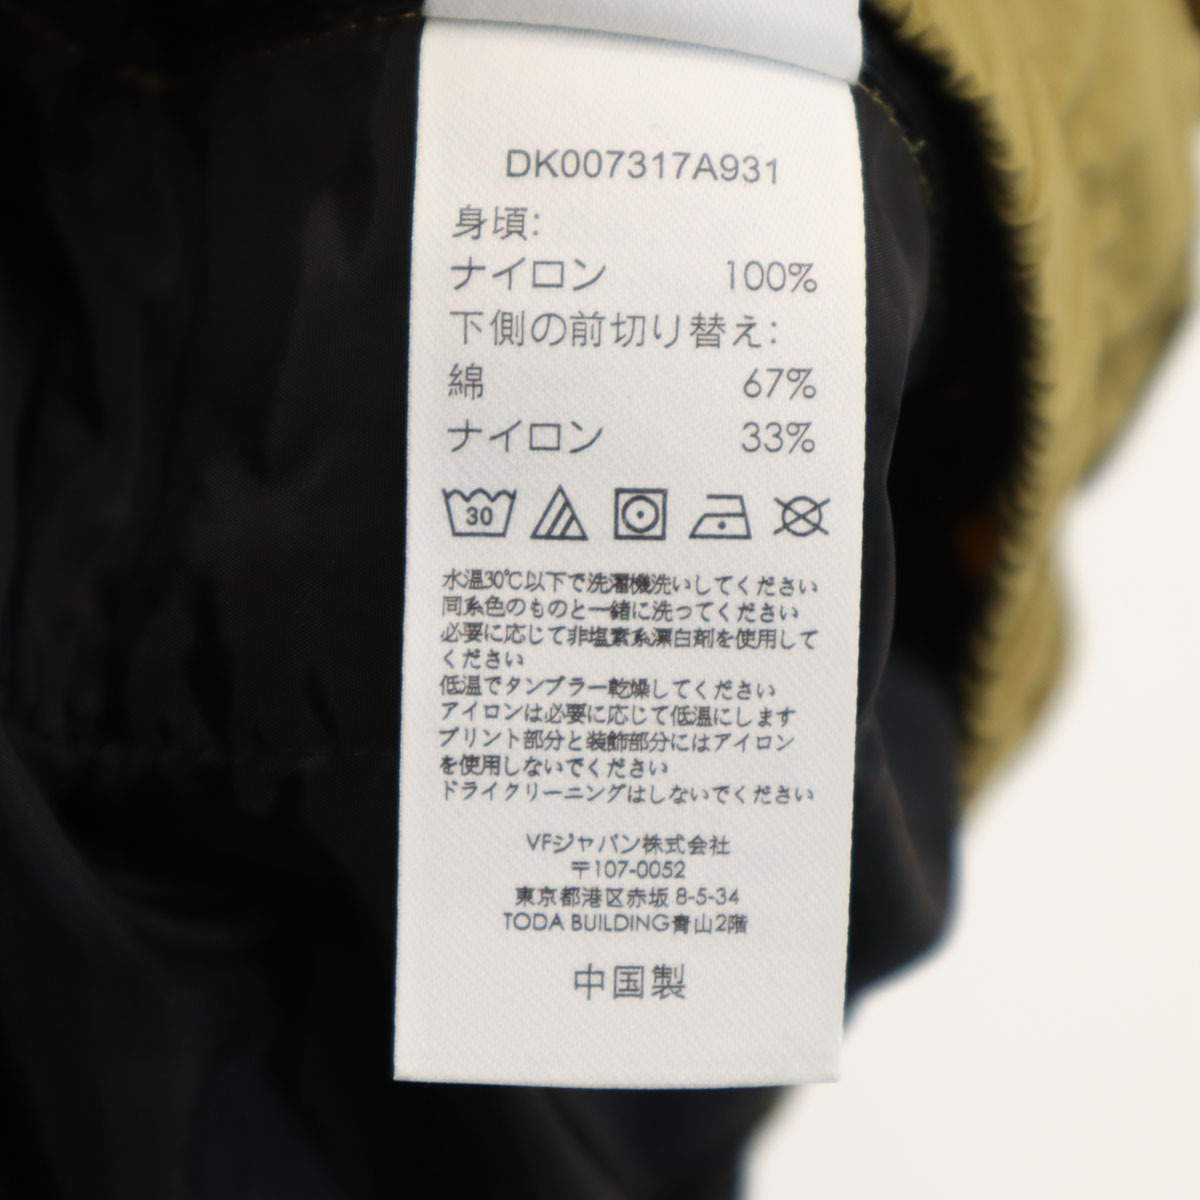 DK007317A931
身頃:
ナイロン 100%
下側の前切り替え:
綿 67%
ナイロン 33%
30
水温30℃以下で洗濯機洗いしてください
同系色のものと一緒に洗ってください
必要に応じて非塩素系漂白剤を使用して
ください
低温でタンブラー乾燥してください
アイロンは必要に応じて低温にします
プリント部分と装飾部分にはアイロン
を使用しないでください
ドライクリーニングはしないでください
VFジャパン株式会社
〒107-0052
東京都港区赤坂 8-5-34
TODA BUILDING青山2階
中国製